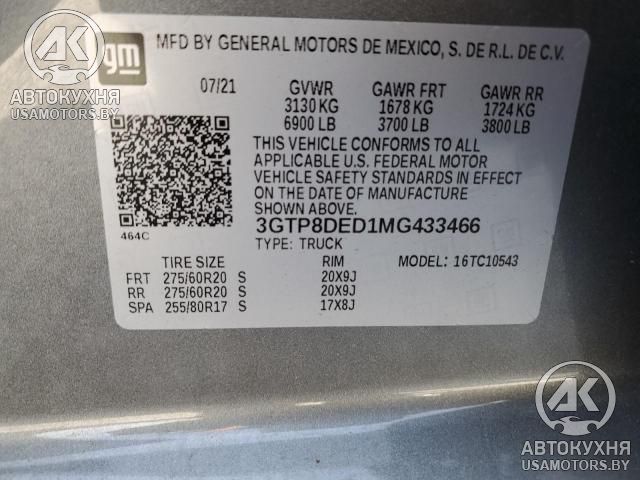 gm MFD BY GENERAL MOTORS DE MEXICO, S. DE R.L. DE C.V.
07/21 GVWR GAWR FRT GAWR RR
3130 KG 1678 KG 1724 KG
6900 LB 3700 LB 3800 LB
THIS VEHICLE CONFORMS TO ALL
APPLICABLE U.S. FEDERAL MOTOR
VEHICLE SAFETY STANDARDS IN EFFECT
ON THE DATE OF MANUFACTURE
SHOWN ABOVE.
464C
3GTP8DED1MG433466
TYPE: TRUCK
TIRE SIZE RIM MODEL: 16TC10543
FRT 275/60R20 S 20X9J
RR 275/60R20 S 20X9J
SPA 255/80R17 S 17X8J
АК
АВТОКУХНЯ
USAMOTORS.BY
АК
АВТОКУХНЯ
USAMOTORS.BY